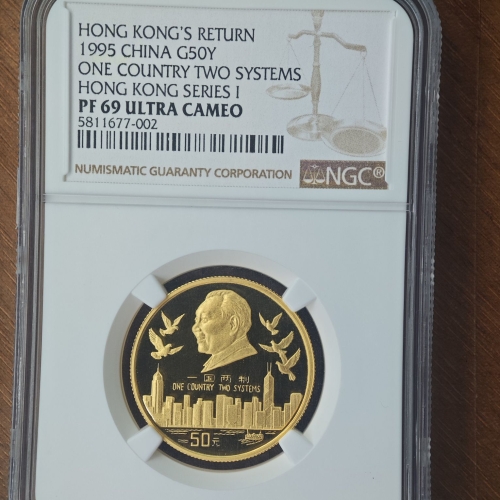 HONG KONG'S RETURN
1995 CHINA G50Y
ONE COUNTRY TWO SYSTEMS
HONG KONG SERIES I
PF 69 ULTRA CAMEO
5811677-002
NUMISMATIC GUARANTY CORPORATION
NGC®
一国两制
ONE COUNTRY TWO SYSTEMS
50元